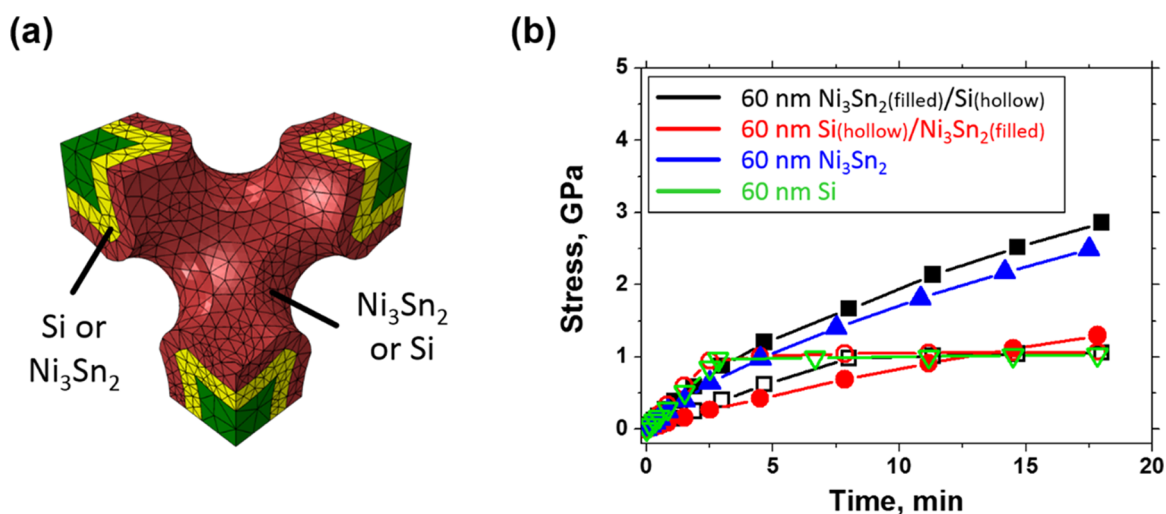 (a)
Si or
Ni₃Sn₂
Ni₃Sn₂
or Si
(b)
Stress, GPa
5
4
3
2
1
0
60 nm Ni₃Sn₂(filled)/Si(hollow)
60 nm Si(hollow)/Ni₃Sn₂(filled)
60 nm Ni₃Sn₂
60 nm Si
0
5
10
15
20
Time, min